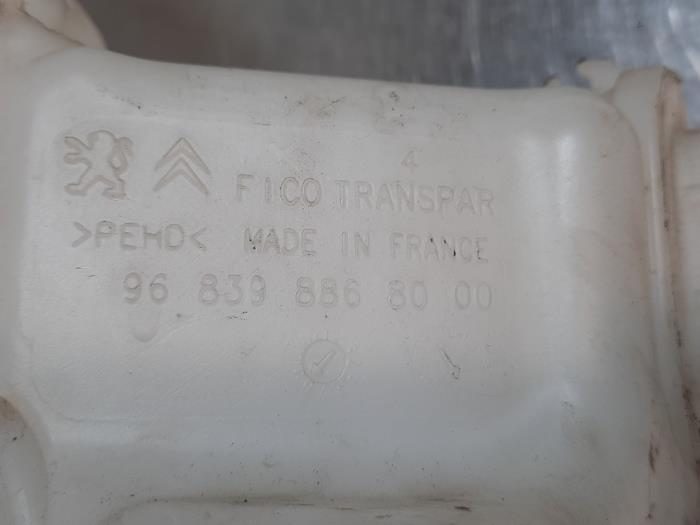 4
FICO TRANSPAR
>PEHD< MADE IN FRANCE
96 839 886 80 00